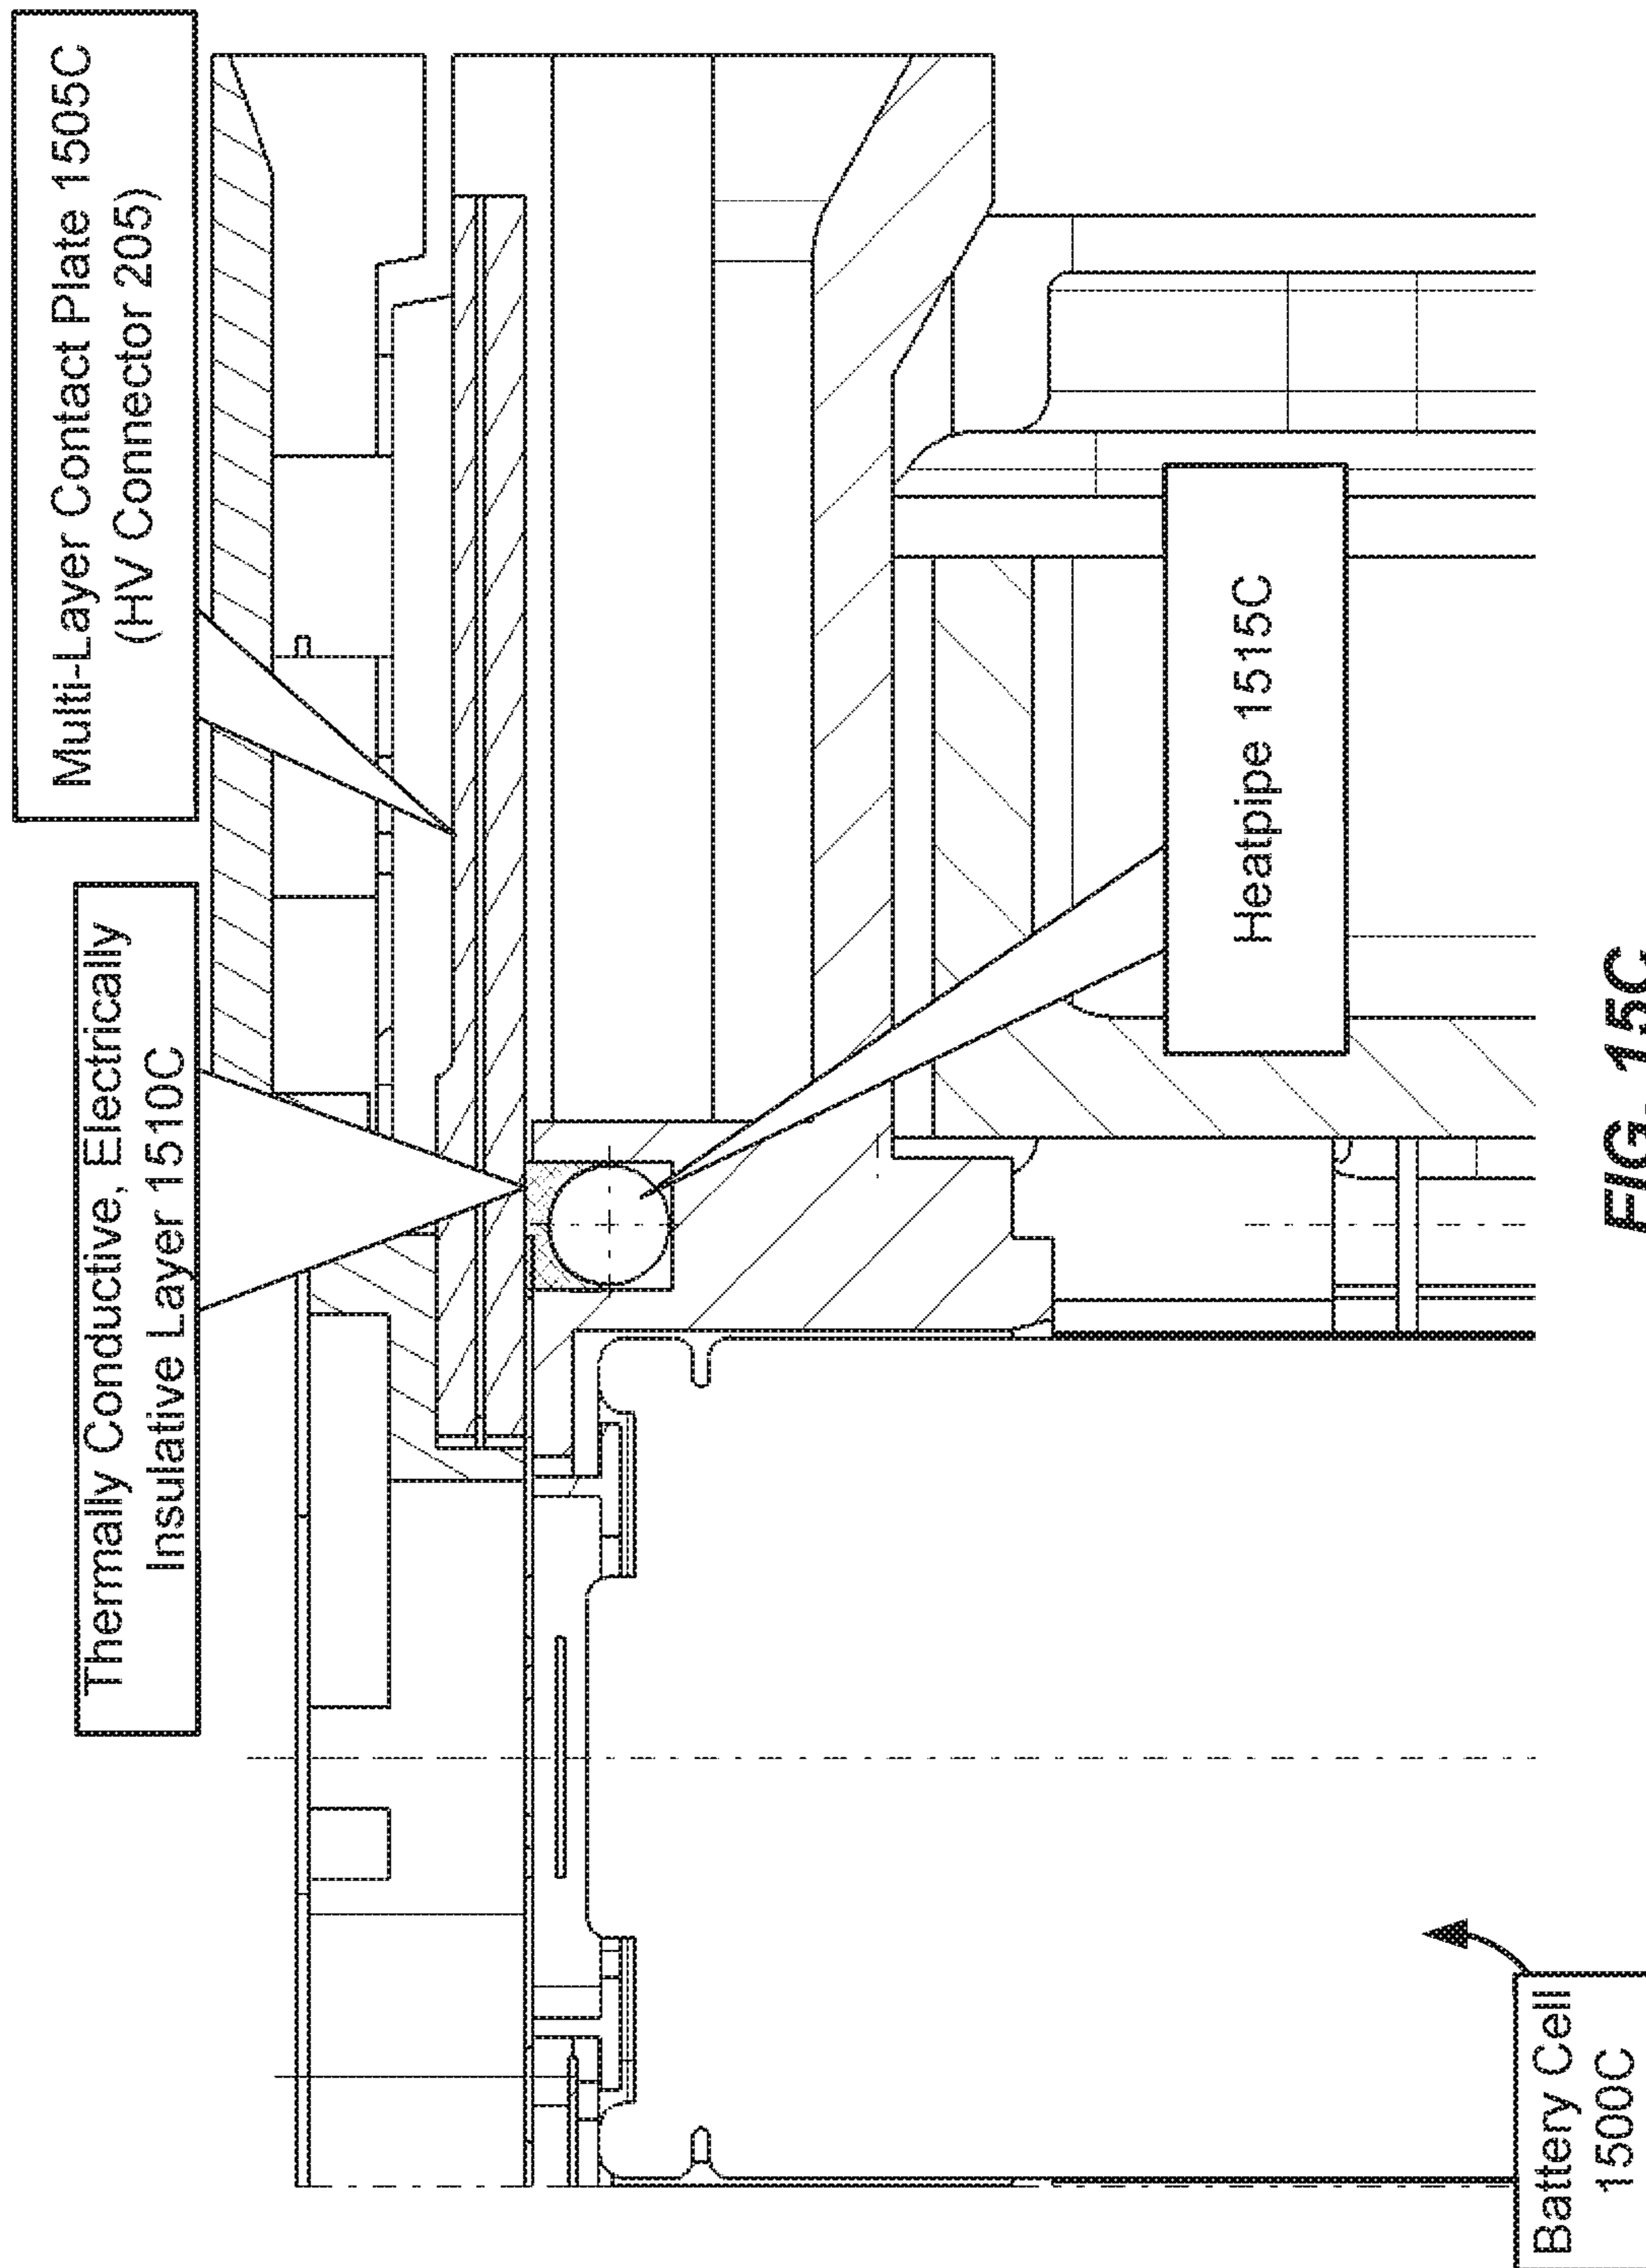 Multi-Layer Contact Plate 1505C
(HV Connector 205)
Thermally Conductive, Electrically
Insulative Layer 1510C
Heatpipe 1515C
Battery Cell
1500C
FIG. 15C